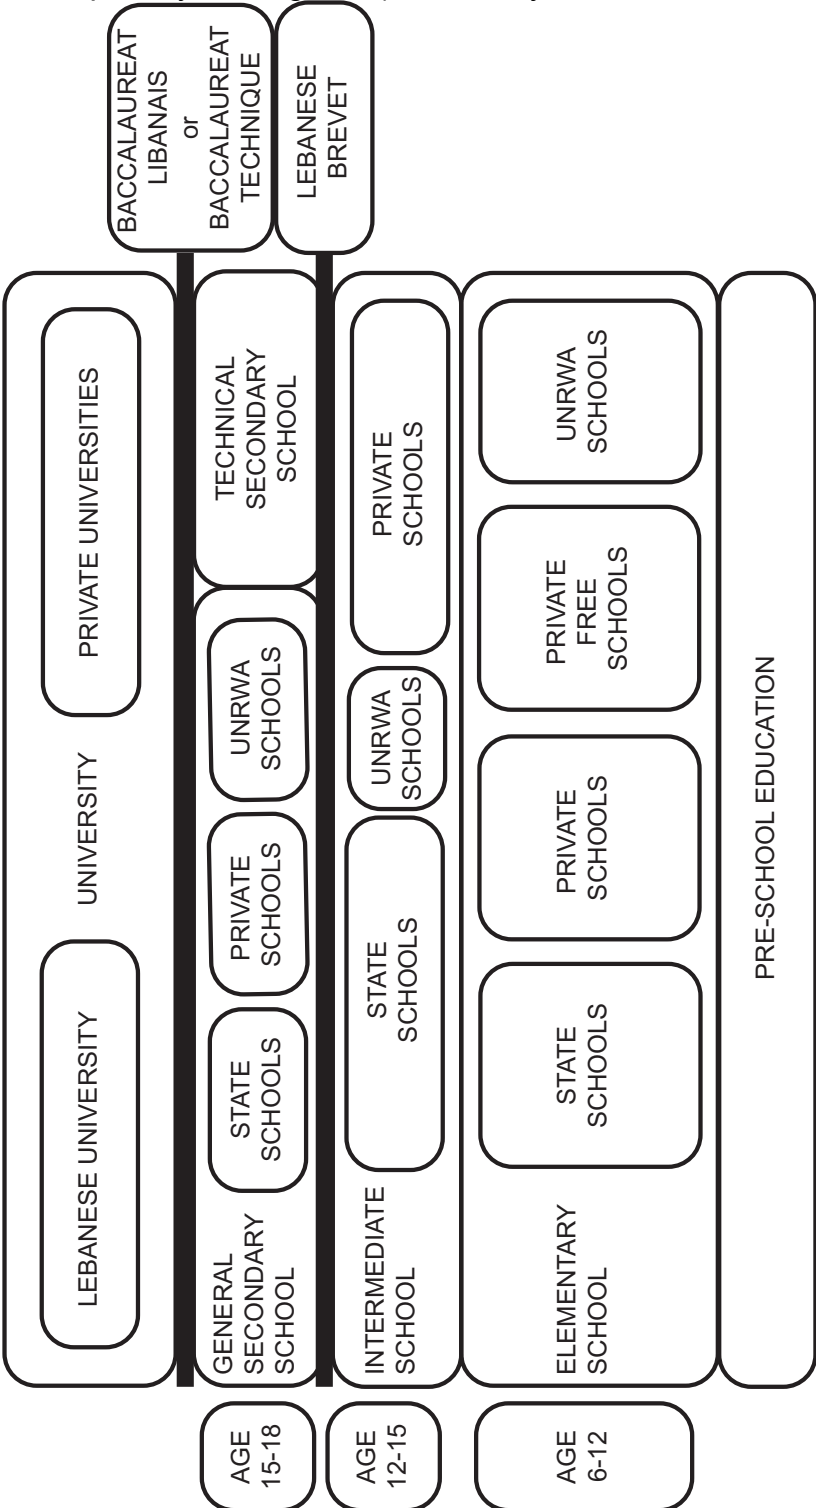 BACCALAUREAT
LIBANAIS
or
BACCALAUREAT
TECHNIQUE
LEBANESE
BREVET
LEBANESE UNIVERSITY
UNIVERSITY
PRIVATE UNIVERSITIES
AGE
15-18
GENERAL
SECONDARY
SCHOOL
STATE
SCHOOLS
PRIVATE
SCHOOLS
UNRWA
SCHOOLS
TECHNICAL
SECONDARY
SCHOOL
AGE
12-15
INTERMEDIATE
SCHOOL
STATE
SCHOOLS
UNRWA
SCHOOLS
PRIVATE
SCHOOLS
AGE
6-12
ELEMENTARY
SCHOOL
STATE
SCHOOLS
PRIVATE
SCHOOLS
PRIVATE
FREE
SCHOOLS
UNRWA
SCHOOLS
PRE-SCHOOL EDUCATION